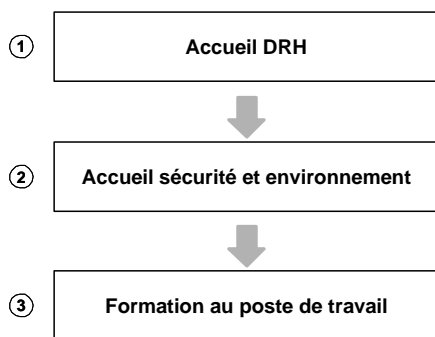 ① Accueil DRH
② Accueil sécurité et environnement
③ Formation au poste de travail